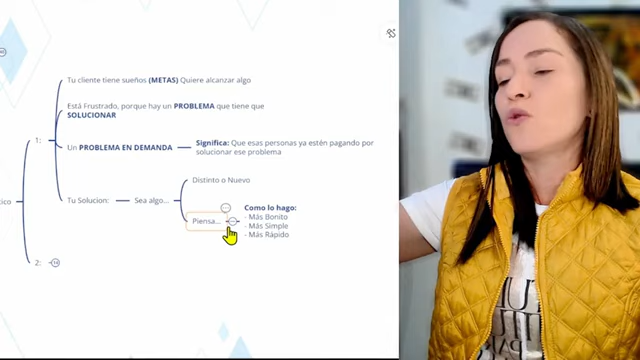 Tu cliente tiene sueños (METAS) Quiere alcanzar algo
Está Frustrado, porque hay un PROBLEMA que tiene que
SOLUCIONAR
1:
Un PROBLEMA EN DEMANDA
Significa: Que esas personas ya estén pagando por
solucionar ese problema
Distinto o Nuevo
Tu Solucion:
Sea algo...
Piensa...
Como lo hago:
- Más Bonito
- Más Simple
- Más Rápido
2: